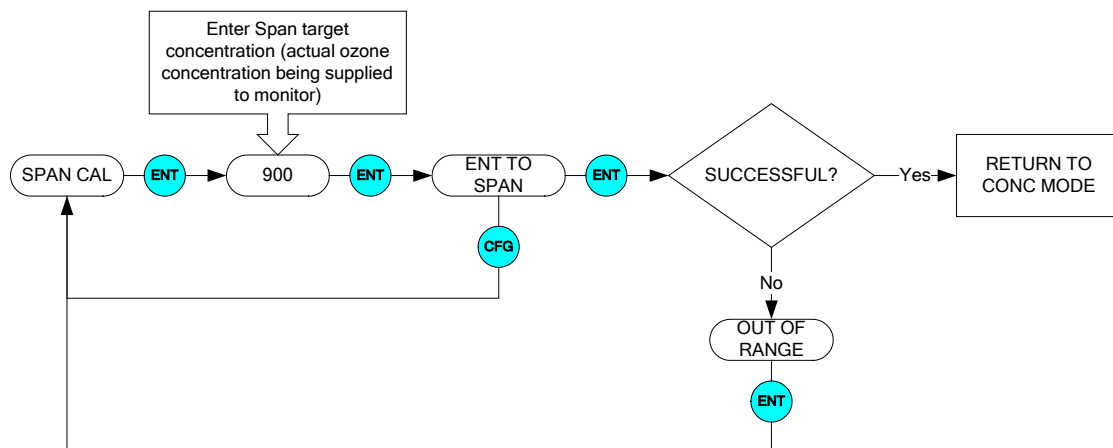 Enter Span target
concentration (actual ozone
concentration being supplied
to monitor)
SPAN CAL
ENT
900
ENT
ENT TO
SPAN
ENT
SUCCESSFUL?
Yes
RETURN TO
CONC MODE
CFG
No
OUT OF
RANGE
ENT